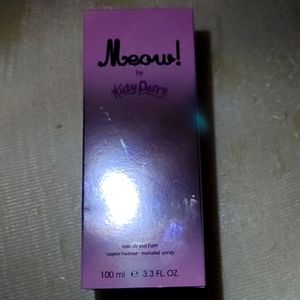 Meow!
by
Katy Perry
eau de parfum
vaporisateur natural spray
100 ml ℮ 3.3 FL. OZ.